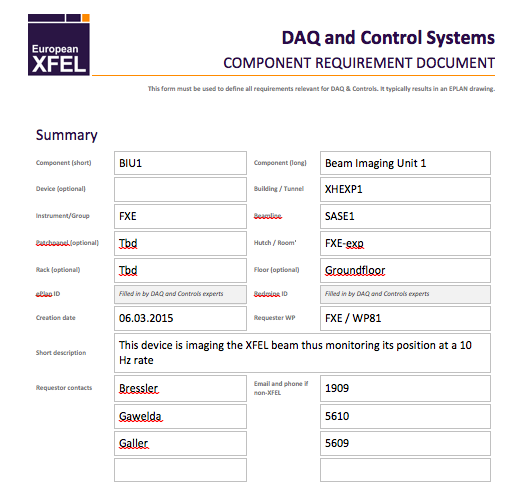 European
XFEL
DAQ and Control Systems
COMPONENT REQUIREMENT DOCUMENT
This form must be used to define all requirements relevant for DAQ & Controls. It typically results in an EPLAN drawing.
Summary
Component (short) BIU1 Component (long) Beam Imaging Unit 1
Device (optional) Building / Tunnel XHEXP1
Instrument/Group FXE Beamline SASE1
Patchpanel (optional) Tbd Hutch / Room' FXE-exp
Rack (optional) Tbd Floor (optional) Groundfloor
ePlan ID Filled in by DAQ and Controls experts Redmine ID Filled in by DAQ and Controls experts
Creation date 06.03.2015 Requester WP FXE / WP81
Short description This device is imaging the XFEL beam thus monitoring its position at a 10
Hz rate
Requestor contacts Bressler Email and phone if
non-XFEL 1909
Gawelda 5610
Galler 5609